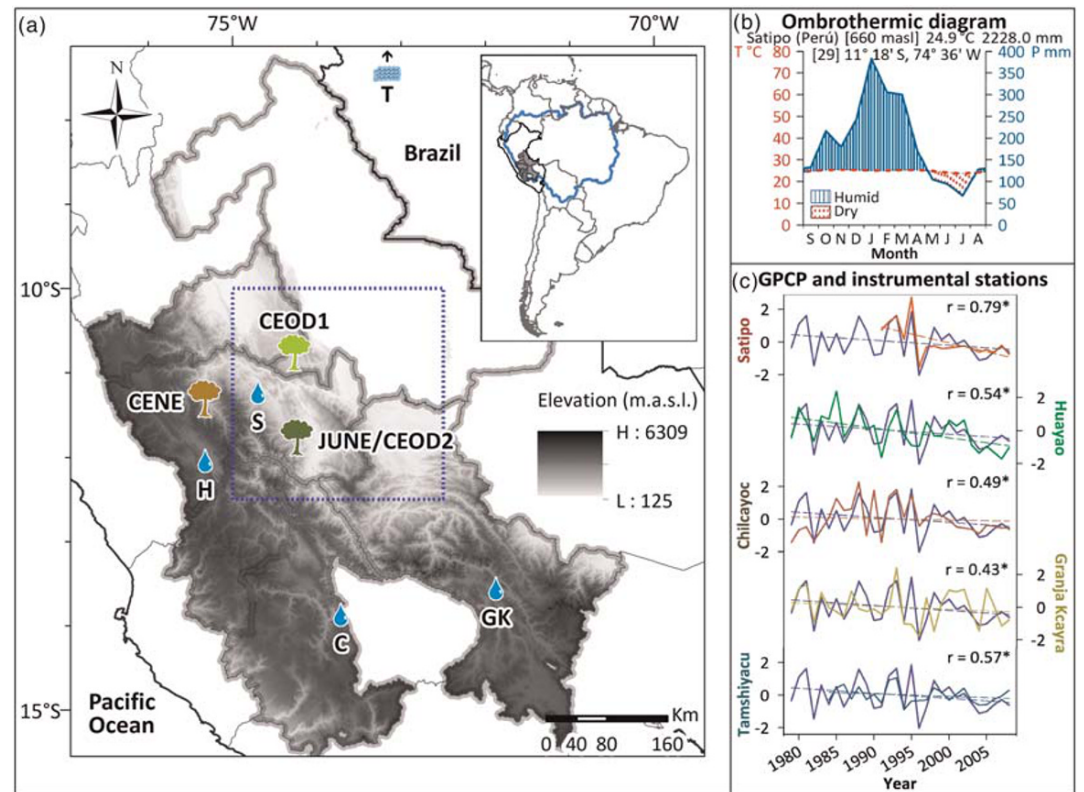 (a)
75°W
70°W
N
T
Brazil
10°S
CEOD1
CENE
S
JUNE/CEOD2
H
Elevation (m.a.s.l.)
H : 6309
L : 125
GK
C
Pacific
Ocean
15°S
Km
0 40 80 160
(b)
Ombrothermic diagram
Satipo (Perú) [660 masl] 24.9 °C 2228.0 mm
T °C
[29] 11° 18' S, 74° 36' W
P mm
80
70
60
50
40
30
20
10
0
400
350
300
250
200
150
100
50
0
Humid
Dry
S O N D J F M A M J J A
Month
(c)
GPCP and instrumental stations
Satipo
2
0
-2
r = 0.79*
Huayao
2
0
-2
r = 0.54*
Chilcayoc
2
0
-2
r = 0.49*
Granja Kcayra
2
0
-2
r = 0.43*
Tamshiyacu
2
0
-2
r = 0.57*
1980 1985 1990 1995 2000 2005
Year